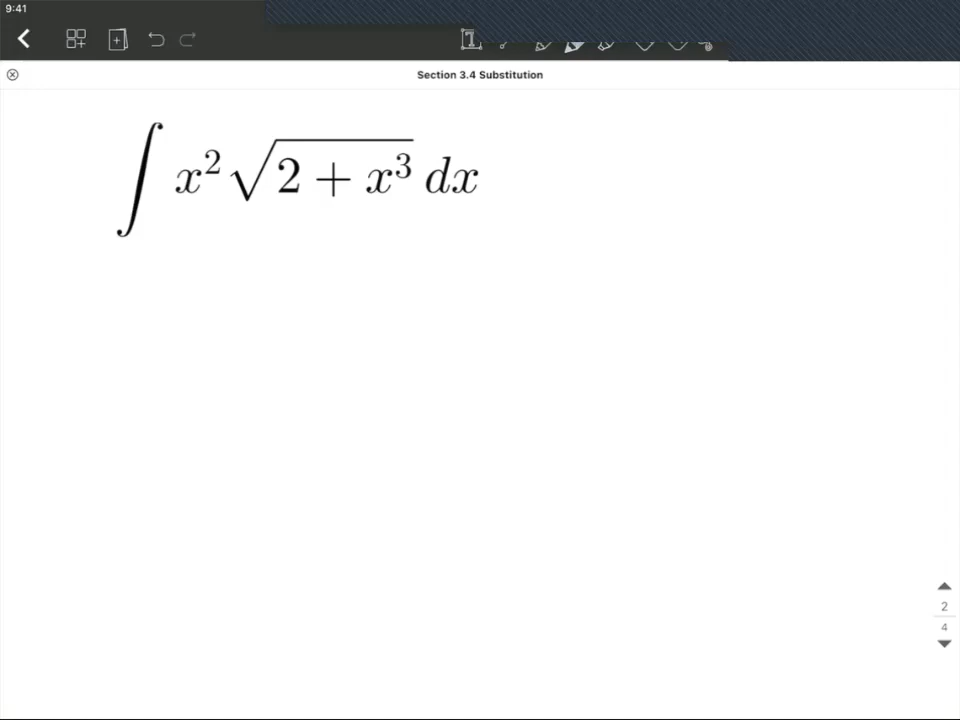 9:41
Section 3.4 Substitution
∫ x² √(2 + x³) dx
2
4